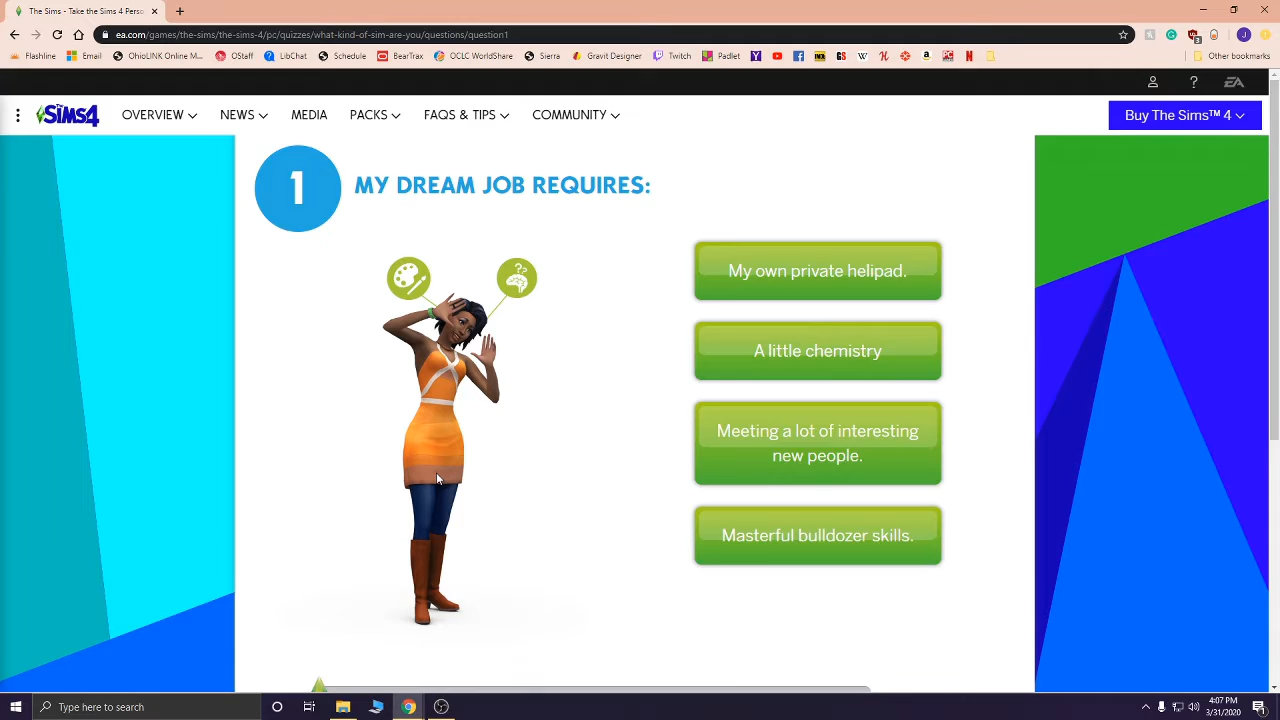 The Sims - The Sims 4 Perso
ea.com/games/the-sims/the-sims-4/pc/quizzes/what-kind-of-sim-are-you/questions/question1
Flashline
Email
OhioLINK Online M...
OStaff
LibChat
Schedule
BearTrax
OCLC WorldShare
Sierra
Gravit Designer
Twitch
Padlet
Other bookmarks
The SiMS4
OVERVIEW
NEWS
MEDIA
PACKS
FAQS & TIPS
COMMUNITY
Buy The Sims™ 4
1
MY DREAM JOB REQUIRES:
My own private helipad.
A little chemistry
Meeting a lot of interesting
new people.
Masterful bulldozer skills.
Type here to search
4:07 PM
3/31/2020